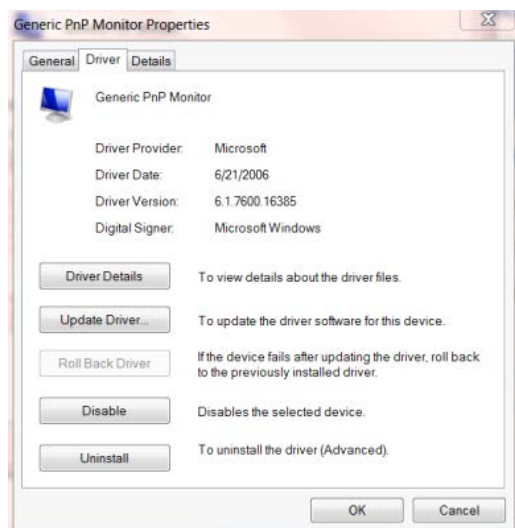 Generic PnP Monitor Properties
General Driver Details
Generic PnP Monitor
Driver Provider: Microsoft
Driver Date: 6/21/2006
Driver Version: 6.1.7600.16385
Digital Signer: Microsoft Windows
Driver Details To view details about the driver files.
Update Driver... To update the driver software for this device.
Roll Back Driver If the device fails after updating the driver, roll back
to the previously installed driver.
Disable Disables the selected device.
Uninstall To uninstall the driver (Advanced).
OK Cancel